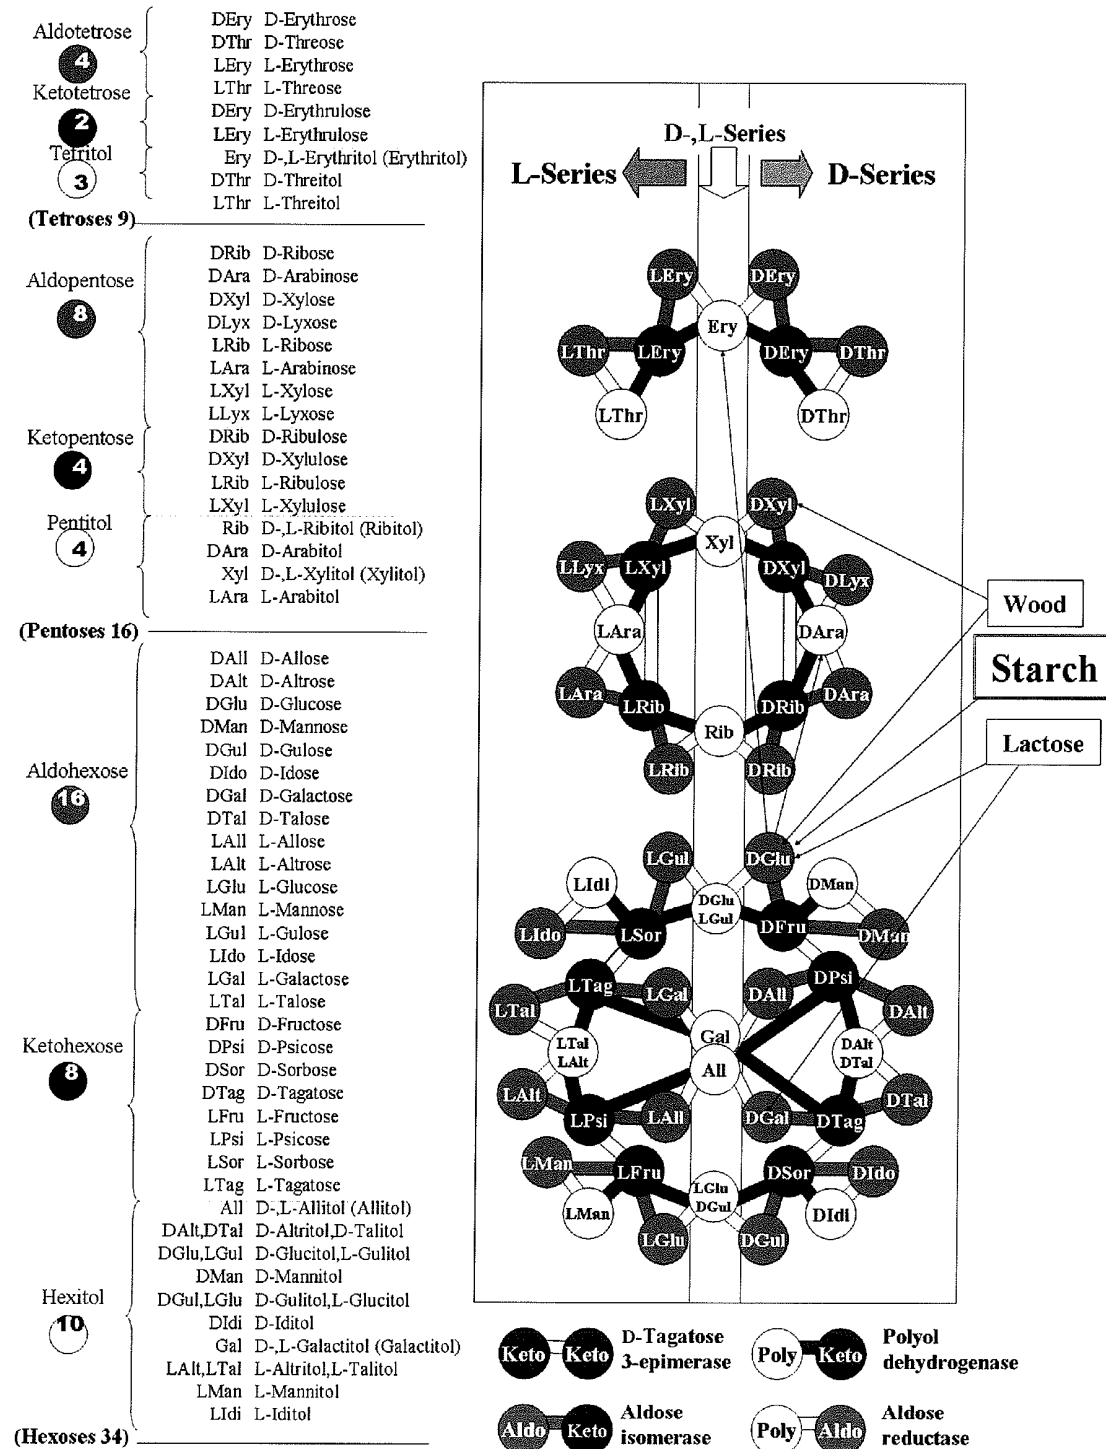 Aldotetrose
4
Ketotetrose
2
Tetritol
3
(Tetroses 9)
DEry D-Erythrose
DThr D-Threose
LEry L-Erythrose
LThr L-Threose
DEry D-Erythrulose
LEry L-Erythrulose
Ery D-,L-Erythritol (Erythritol)
DThr D-Threitol
LThr L-Threitol
Aldopentose
8
Ketopentose
4
Pentitol
4
(Pentoses 16)
DRib D-Ribose
DAra D-Arabinose
DXyl D-Xylose
DLyx D-Lyxose
LRib L-Ribose
LAra L-Arabinose
LXyl L-Xylose
LLyx L-Lyxose
DRib D-Ribulose
DXyl D-Xylulose
LRib L-Ribulose
LXyl L-Xylulose
Rib D-,L-Ribitol (Ribitol)
DAra D-Arabitol
Xyl D-,L-Xylitol (Xylitol)
LAra L-Arabitol
Aldohexose
16
Ketohexose
8
Hexitol
10
(Hexoses 34)
DAll D-Allose
DAlt D-Altrose
DGlu D-Glucose
DMan D-Mannose
DGul D-Gulose
DIdo D-Idose
DGal D-Galactose
DTal D-Talose
LAll L-Allose
LAlt L-Altrose
LGlu L-Glucose
LMan L-Mannose
LGul L-Gulose
LIdo L-Idose
LGal L-Galactose
LTal L-Talose
DFru D-Fructose
DPsi D-Psicose
DSor D-Sorbose
DTag D-Tagatose
LFru L-Fructose
LPsi L-Psicose
LSor L-Sorbose
LTag L-Tagatose
All D-,L-Allitol (Allitol)
DAlt,DTal D-Altritol,D-Talitol
DGlu,LGul D-Glucitol,L-Gulitol
DMan D-Mannitol
DGul,LGlu D-Gulitol,L-Glucitol
DIdi D-Iditol
Gal D-,L-Galactitol (Galactitol)
LAlt,LTal L-Altritol,L-Talitol
LMan L-Mannitol
LIdi L-Iditol
D-,L-Series
L-Series D-Series
LEry DEry
Ery
LThr LEry DEry DThr
LThr DThr
LXyl DXyl
Xyl
LLyx LXyl DXyl DLyx
LAra DAra
LAra LRib DRib DAra
Rib
LRib DRib
Wood
Starch
Lactose
LGul DGlu
LIdi DMan
DGlu
LGul
LIdo LSor DFru DMan
LTag LGal DAll DPsi
LTal DAlt
Gal
LTal
LAlt
DAlt
DTal
All
LAlt DTal
LPsi LAll DGal DTag
LMan LFru DSor DIdo
LGlu
DGul
LMan DIdi
LGlu DGul
Keto Keto
D-Tagatose
3-epimerase
Poly Keto
Polyol
dehydrogenase
Aldo Keto
Aldose
isomerase
Poly Aldo
Aldose
reductase